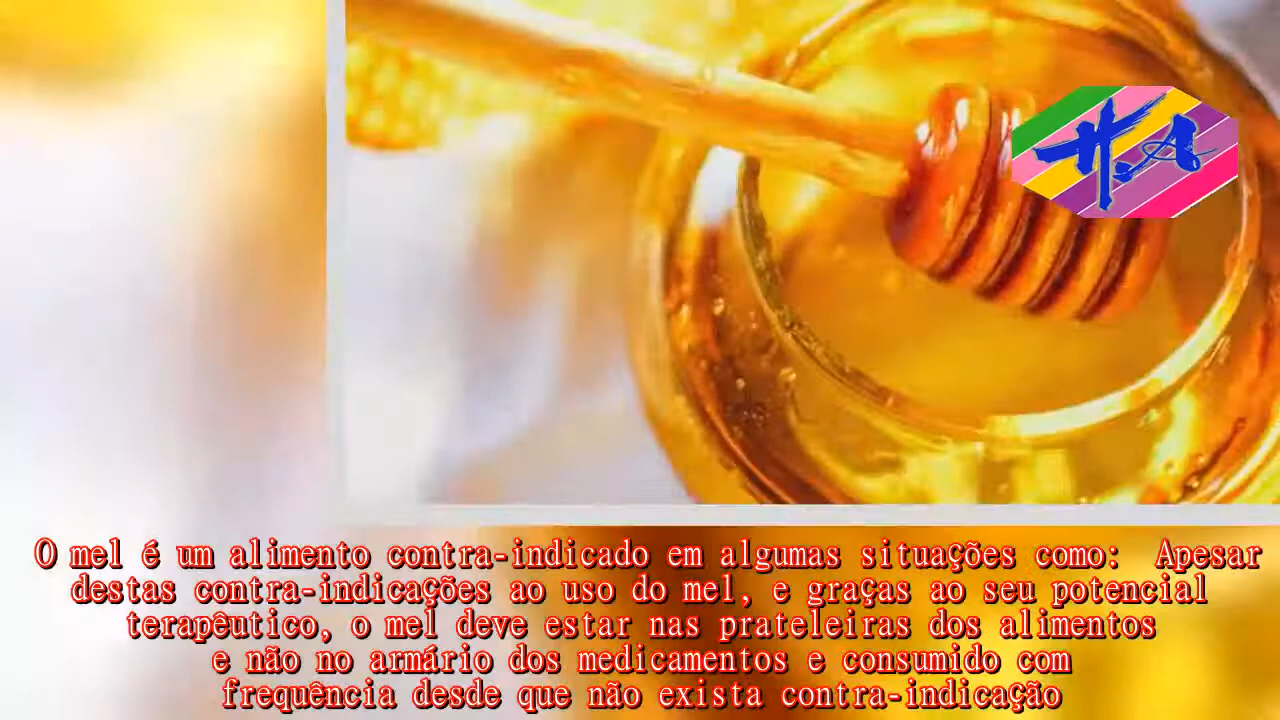 H.A
O mel é um alimento contra-indicado em algumas situações como:  Apesar
destas contra-indicações ao uso do mel, e graças ao seu potencial
terapêutico, o mel deve estar nas prateleiras dos alimentos
e não no armário dos medicamentos e consumido com
frequência desde que não exista contra-indicação